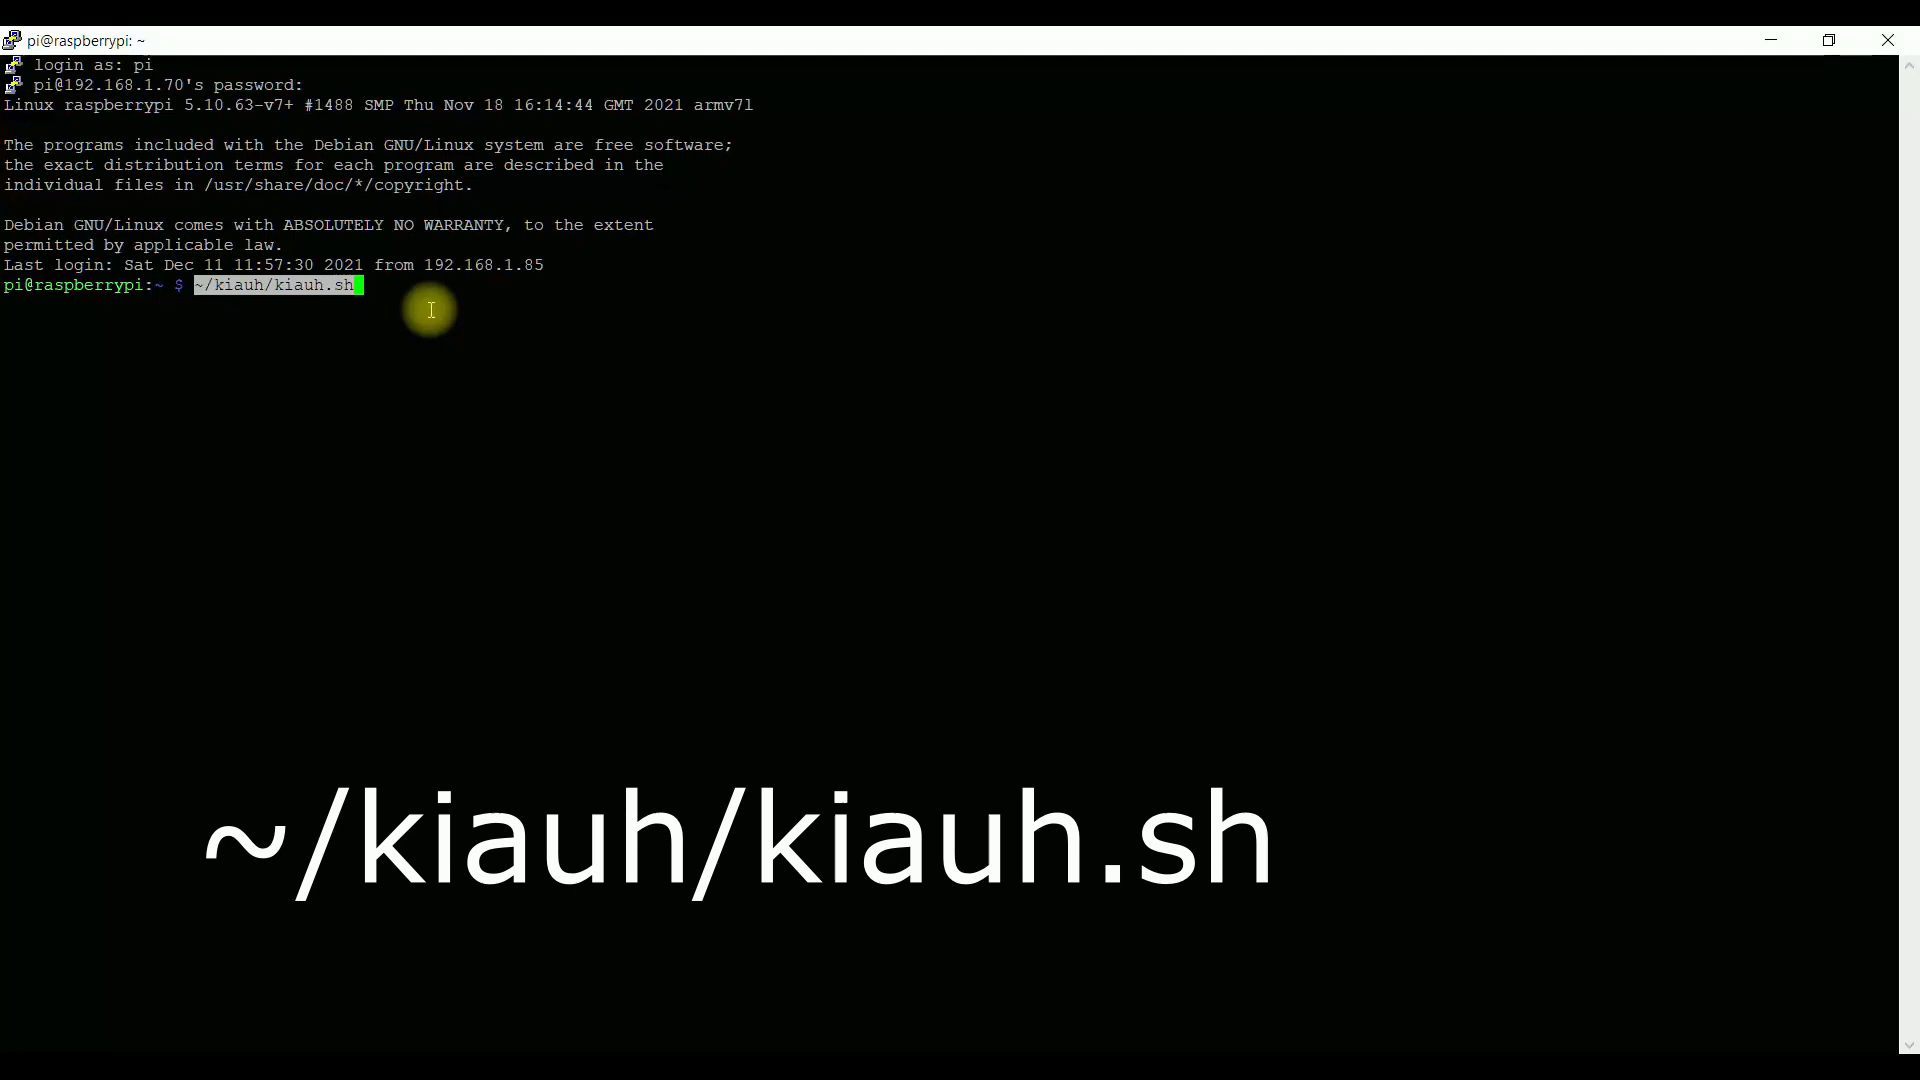 pi@raspberrypi: ~
login as: pi
pi@192.168.1.70's password:
Linux raspberrypi 5.10.63-v7+ #1488 SMP Thu Nov 18 16:14:44 GMT 2021 armv7l
The programs included with the Debian GNU/Linux system are free software;
the exact distribution terms for each program are described in the
individual files in /usr/share/doc/*/copyright.
Debian GNU/Linux comes with ABSOLUTELY NO WARRANTY, to the extent
permitted by applicable law.
Last login: Sat Dec 11 11:57:30 2021 from 192.168.1.85
pi@raspberrypi:~ $ ~/kiauh/kiauh.sh
~/kiauh/kiauh.sh